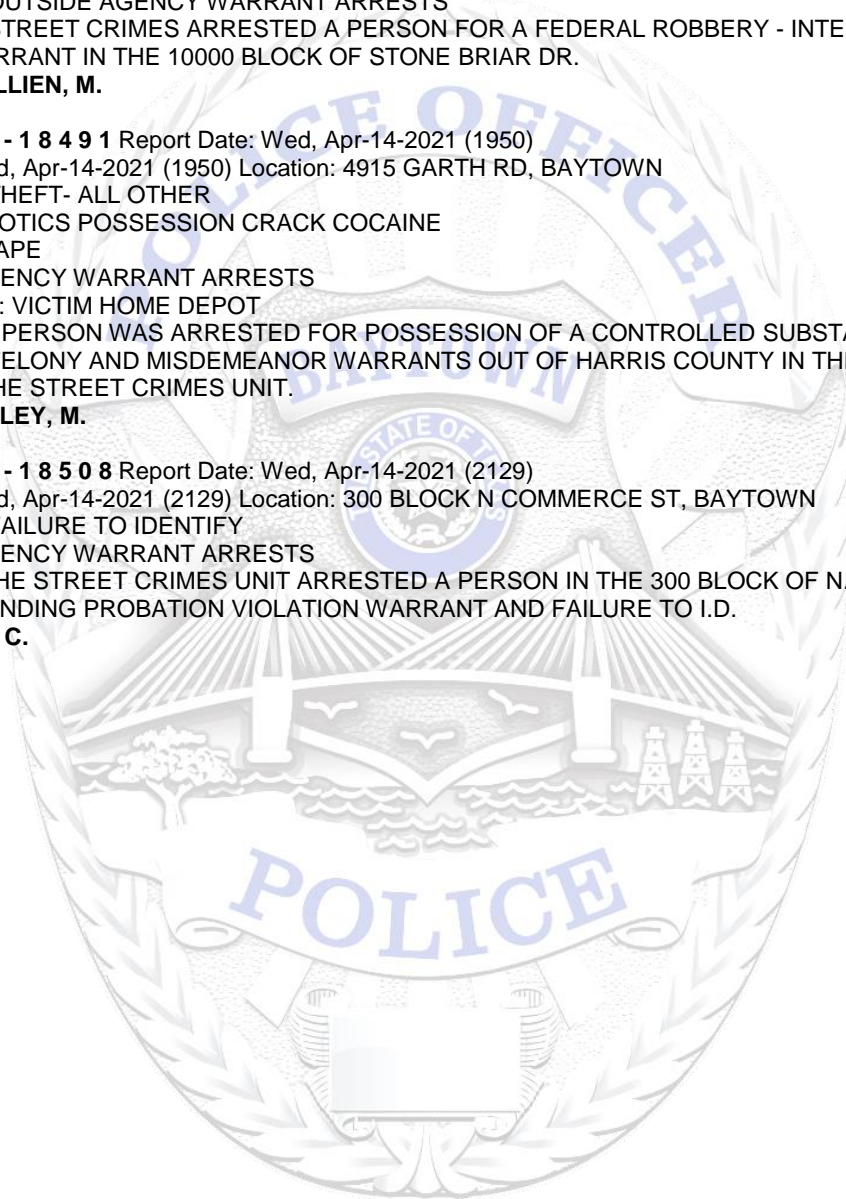 OUTSIDE AGENCY WARRANT ARRESTS
STREET CRIMES ARRESTED A PERSON FOR A FEDERAL ROBBERY - INTE
RRANT IN THE 10000 BLOCK OF STONE BRIAR DR.
LLIEN, M.
- 1 8 4 9 1 Report Date: Wed, Apr-14-2021 (1950)
d, Apr-14-2021 (1950) Location: 4915 GARTH RD, BAYTOWN
THEFT- ALL OTHER
OTICS POSSESSION CRACK COCAINE
APE
ENCY WARRANT ARRESTS
: VICTIM HOME DEPOT
PERSON WAS ARRESTED FOR POSSESSION OF A CONTROLLED SUBSTA
ELONY AND MISDEMEANOR WARRANTS OUT OF HARRIS COUNTY IN THE
HE STREET CRIMES UNIT.
LEY, M.
- 1 8 5 0 8 Report Date: Wed, Apr-14-2021 (2129)
d, Apr-14-2021 (2129) Location: 300 BLOCK N COMMERCE ST, BAYTOWN
FAILURE TO IDENTIFY
ENCY WARRANT ARRESTS
HE STREET CRIMES UNIT ARRESTED A PERSON IN THE 300 BLOCK OF N.
NDING PROBATION VIOLATION WARRANT AND FAILURE TO I.D.
C.
POLICE OFFICER
BAYTOWN
STATE OF TEXAS
POLICE